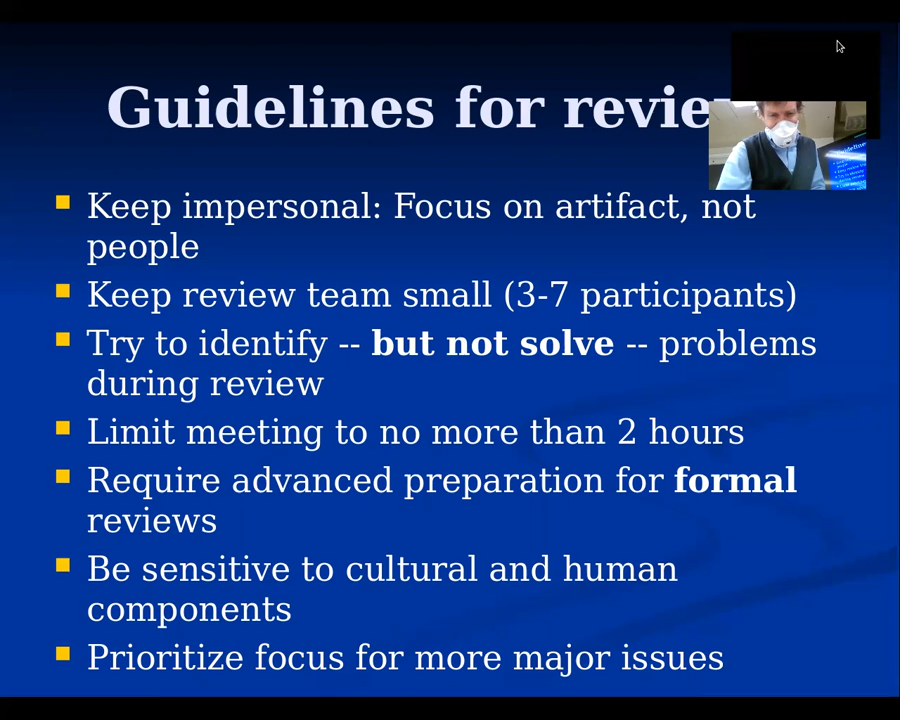 Guidelines for revie
Keep impersonal: Focus on artifact, not
people
Keep review team small (3-7 participants)
Try to identify -- but not solve -- problems
during review
Limit meeting to no more than 2 hours
Require advanced preparation for formal
reviews
Be sensitive to cultural and human
components
Prioritize focus for more major issues